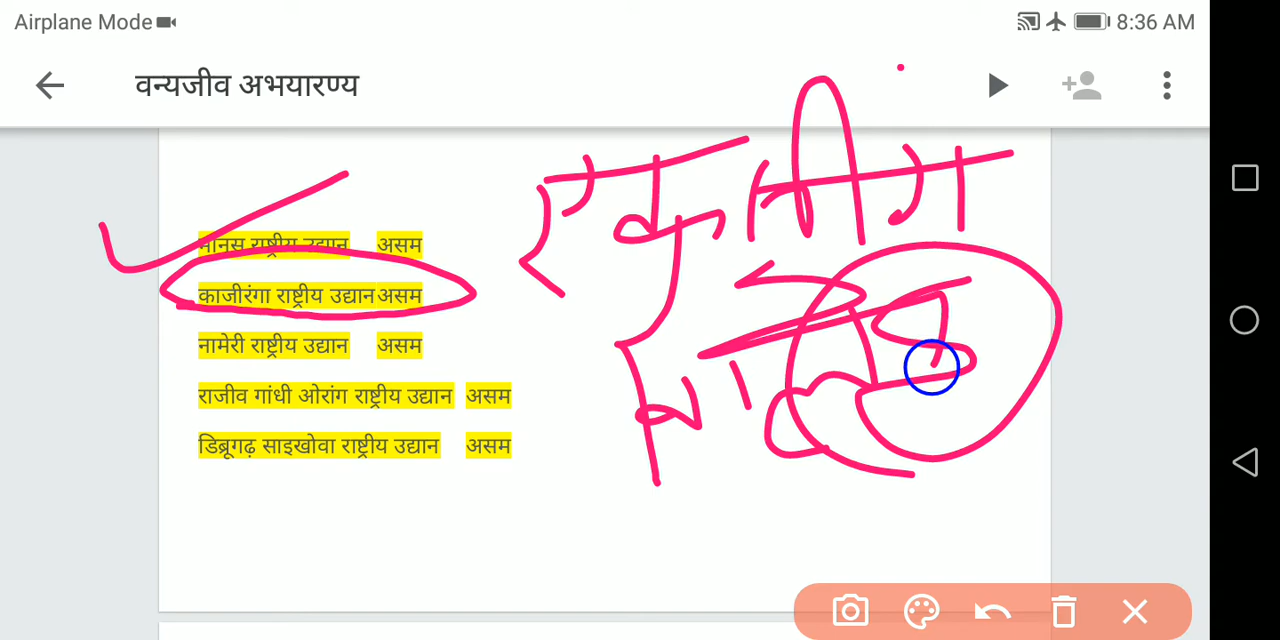 Airplane Mode 8:36 AM
वन्यजीव अभयारण्य
मानस राष्ट्रीय उद्यान असम
काजीरंगा राष्ट्रीय उद्यान असम
नामेरी राष्ट्रीय उद्यान असम
राजीव गांधी ओरांग राष्ट्रीय उद्यान असम
डिब्रूगढ़ साइखोवा राष्ट्रीय उद्यान असम